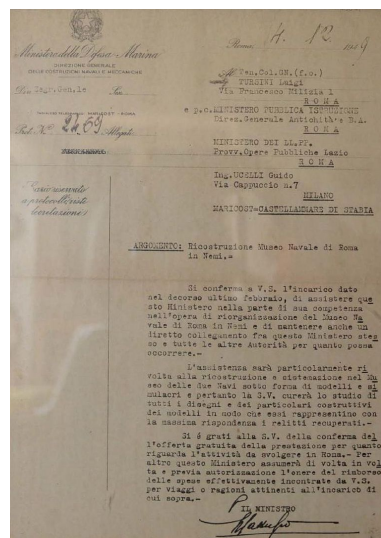 Roma, 4. 12. 1949
Ministero della Difesa-Marina
DIREZIONE GENERALE
DELLE COSTRUZIONI NAVALI E MECCANICHE
Ten.Col.GN.(f.o.)
TURSINI Luigi
Via Francesco Milizia 1
ROMA
Div. Segr.Gen.le Sez.
e p.c. MINISTERO PUBBLICA ISTRUZIONE
Direz.Generale Antichità e B.A.
ROMA
Prot. N.° 2469 Allegati
MINISTERO DEI LL.PP.
Provv.Opere Pubbliche Lazio
ROMA
Ing.UCELLI Guido
Via Cappuccio n.7
MILANO
MARICOST=CASTELLAMMARE DI STABIA
ARGOMENTO: Ricostruzione Museo Navale di Roma
in Nemi.=
Si conferma a V.S. l'incarico dato
nel decorso ultimo febbraio, di assistere que
sto Ministero nella parte di sua competenza
nell'opera di riorganizzazione del Museo Na
vale di Roma in Nemi e di mantenere anche un
diretto collegamento fra questo Ministero stes
so e tutte le altre Autorità per quanto possa
occorrere.-
L'assistenza sarà particolarmente ri
volta alla ricostruzione e sistemazione nel Mu
seo delle due Navi sotto forma di modelli e si
mulacri e pertanto la S.V. curerà lo studio di
tutti i disegni e dei particolari costruttivi
dei modelli in modo che essi rappresentino con
la massima rispondenza i relitti recuperati.-
Si é grati alla S.V. della conferma del
l'offerta gratuita della prestazione per quanto
riguarda l'attività da svolgere in Roma.- Per
altro questo Ministero assumerà di volta in vol
ta e previa autorizzazione l'onere del rimborso
delle spese effettivamente incontrate da V.S.
per viaggi o ragioni attinenti all'incarico di
cui sopra.-
IL MINISTRO